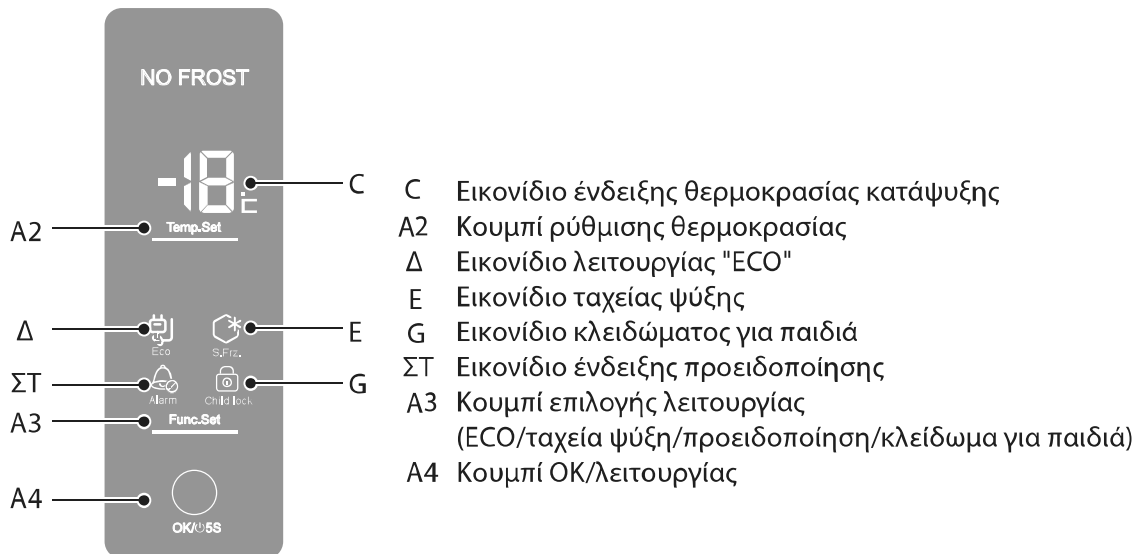 NO FROST
-18 °C
C
A2
Temp.Set
Δ
E
Eco
S.Frz.
ΣΤ
G
Alarm
Child lock
A3
Func.Set
A4
OK/⏻5S
C Εικονίδιο ένδειξης θερμοκρασίας κατάψυξης
A2 Κουμπί ρύθμισης θερμοκρασίας
Δ Εικονίδιο λειτουργίας "ECO"
E Εικονίδιο ταχείας ψύξης
G Εικονίδιο κλειδώματος για παιδιά
ΣΤ Εικονίδιο ένδειξης προειδοποίησης
A3 Κουμπί επιλογής λειτουργίας
(ECO/ταχεία ψύξη/προειδοποίηση/κλείδωμα για παιδιά)
A4 Κουμπί OK/λειτουργίας